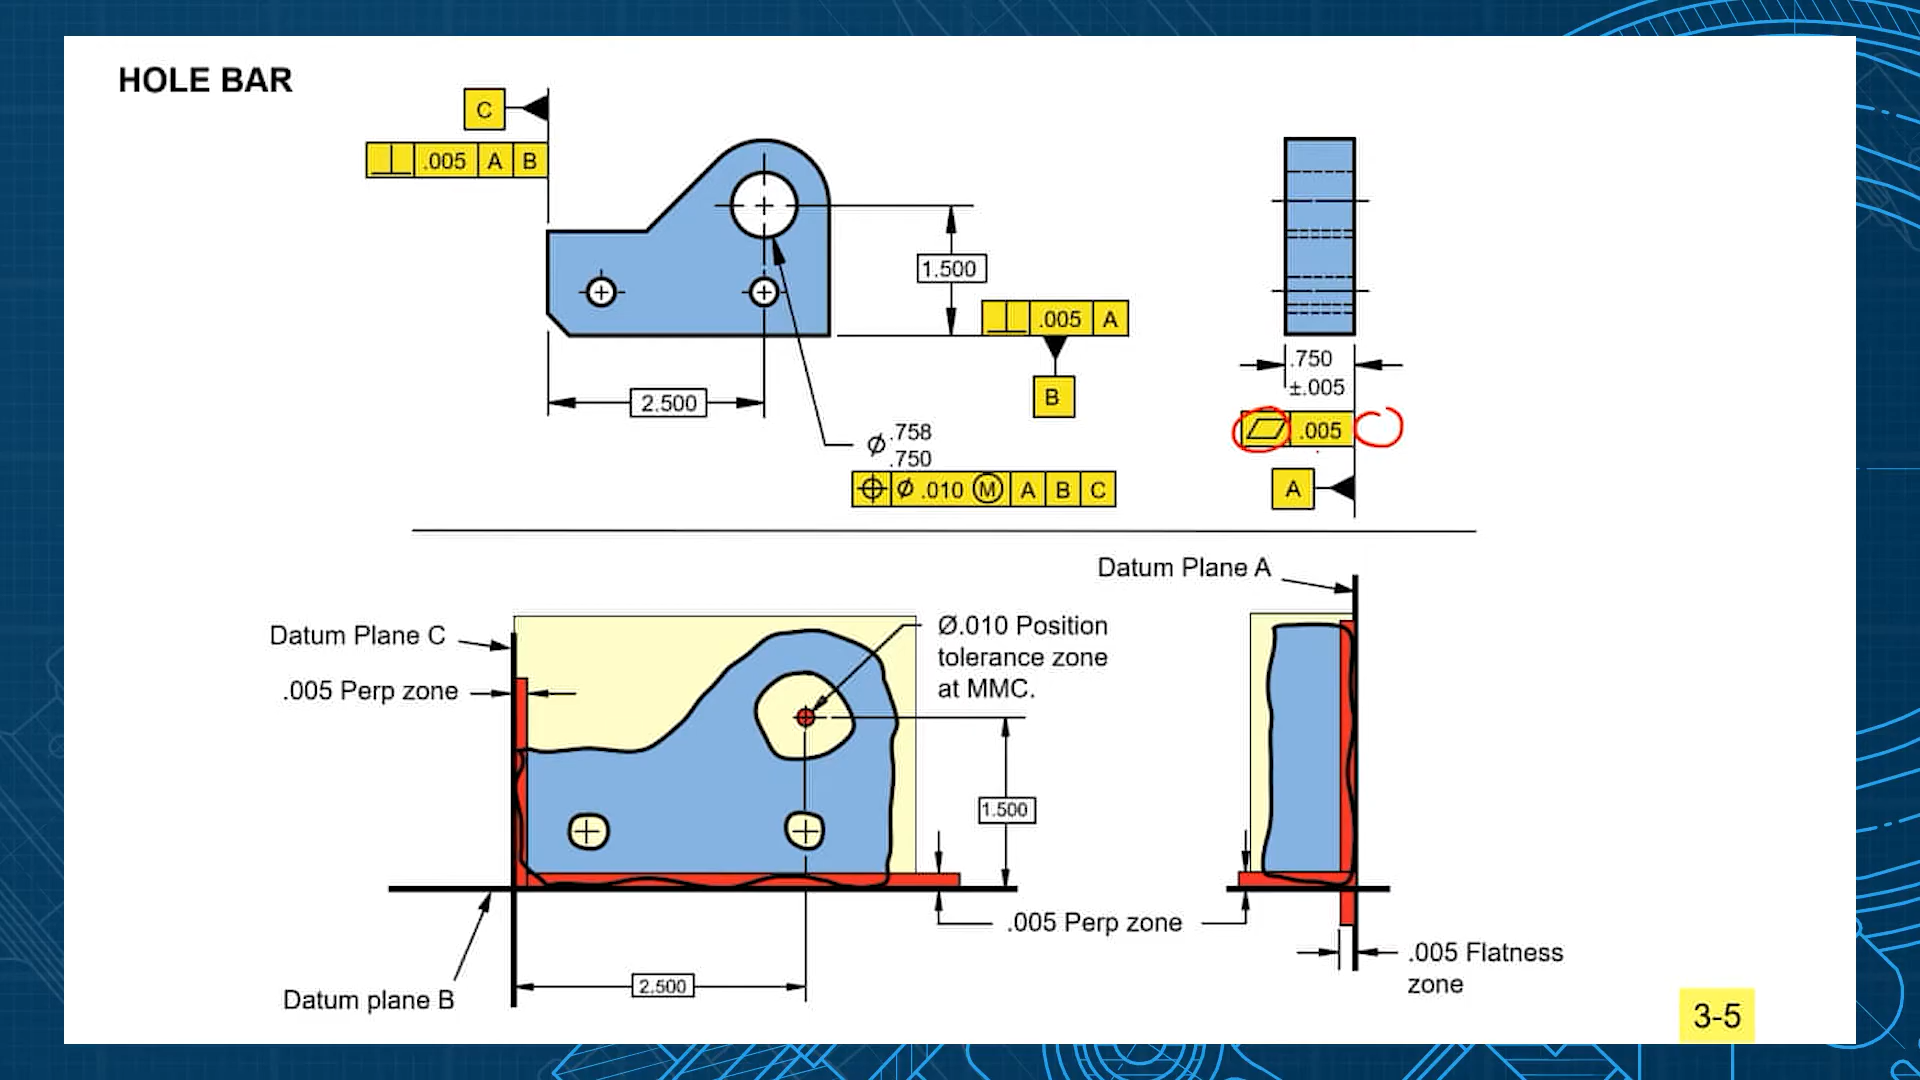 HOLE BAR
C
⟂ .005 A B
1.500
⟂ .005 A
B
2.500
.750
±.005
⏥ .005
A
Ø .758
.750
⌖ Ø .010 Ⓜ A B C
Datum Plane A
Datum Plane C
.005 Perp zone
Ø.010 Position
tolerance zone
at MMC.
1.500
.005 Perp zone
.005 Flatness
zone
2.500
Datum plane B
3-5